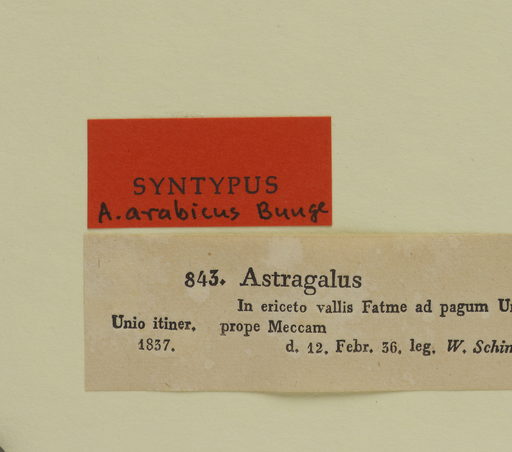 SYNTYPUS
A. arabicus Bunge
843. Astragalus
In ericeto vallis Fatme ad pagum
Unio itiner. prope Meccam
1837. d. 12. Febr. 36. leg. W.